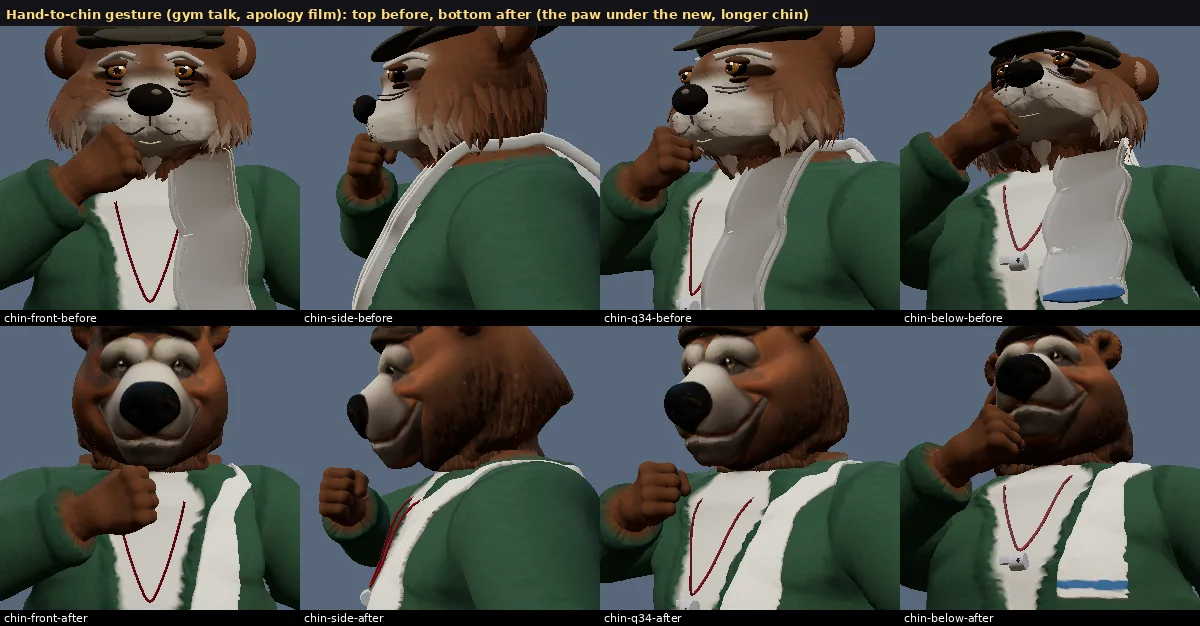 Hand-to-chin gesture (gym talk, apology film): top before, bottom after (the paw under the new, longer chin)
chin-front-before
chin-side-before
chin-q34-before
chin-below-before
chin-front-after
chin-side-after
chin-q34-after
chin-below-after